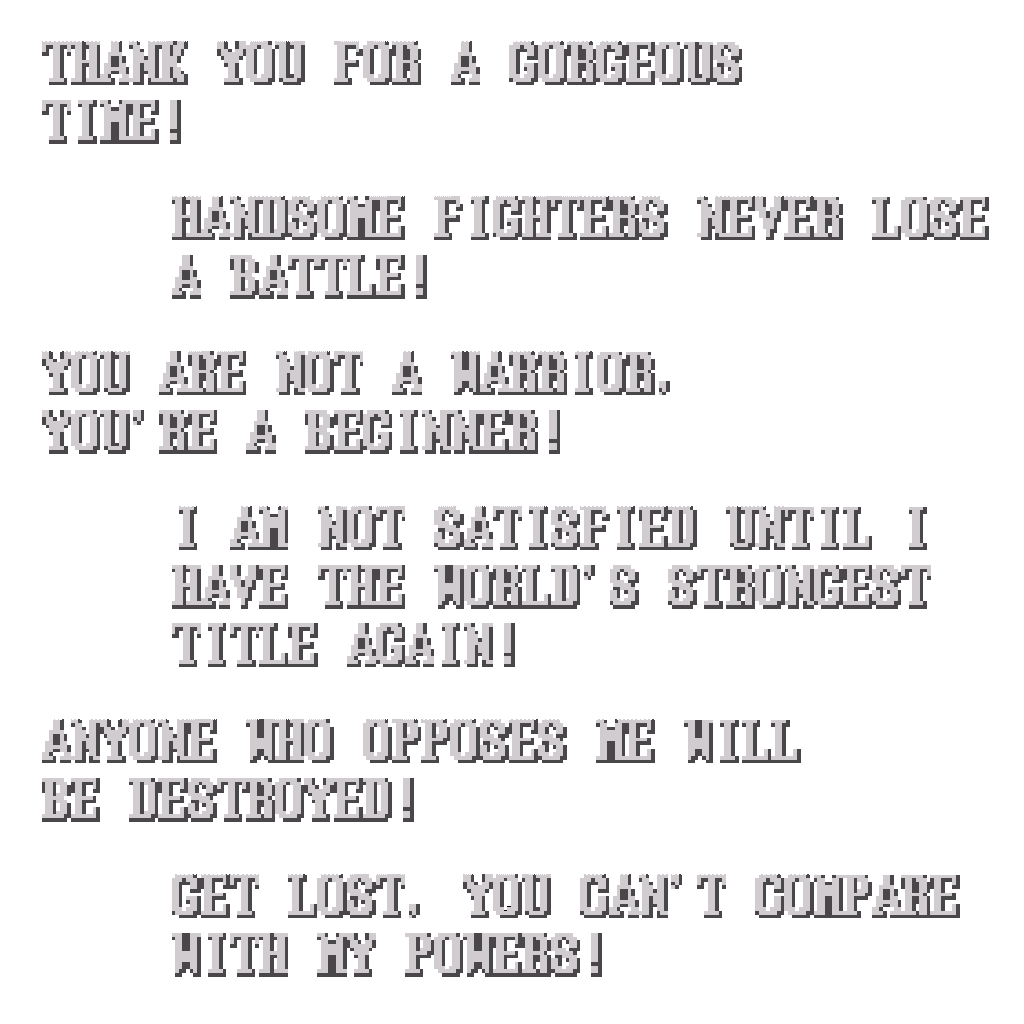 THANK YOU FOR A GORGEOUS
TIME!
HANDSOME FIGHTERS NEVER LOSE
A BATTLE!
YOU ARE NOT A WARRIOR,
YOU'RE A BEGINNER!
I AM NOT SATISFIED UNTIL I
HAVE THE WORLD'S STRONGEST
TITLE AGAIN!
ANYONE WHO OPPOSES ME WILL
BE DESTROYED!
GET LOST, YOU CAN'T COMPARE
WITH MY POWERS!